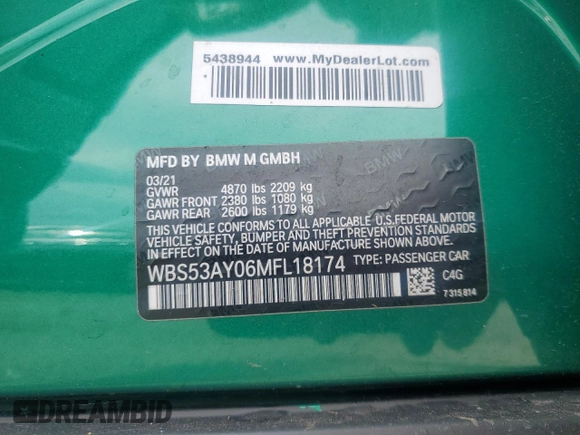 5438944 www.MyDealerLot.com
MFD BY BMW M GMBH
03/21
GVWR 4870 lbs 2209 kg
GAWR FRONT 2380 lbs 1080 kg
GAWR REAR 2600 lbs 1179 kg
THIS VEHICLE CONFORMS TO ALL APPLICABLE U.S.FEDERAL MOTOR
VEHICLE SAFETY, BUMPER, AND THEFT PREVENTION STANDARDS
IN EFFECT ON THE DATE OF MANUFACTURE SHOWN ABOVE.
WBS53AY06MFL18174 TYPE: PASSENGER CAR
C4G
7315814
DREAMBID